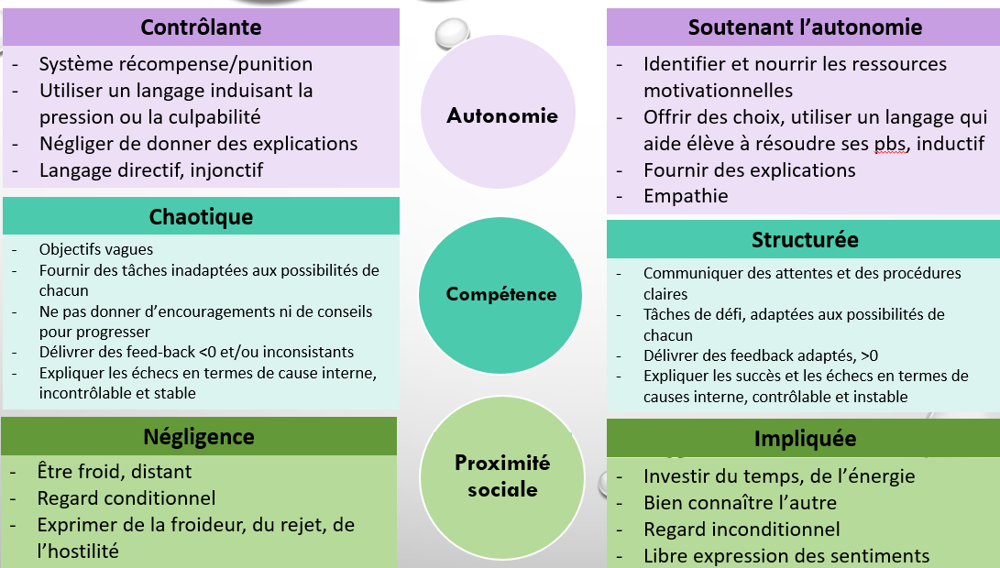 Contrôlante
- Système récompense/punition
- Utiliser un langage induisant la
pression ou la culpabilité
- Négliger de donner des explications
- Langage directif, injonctif
Autonomie
Soutenant l’autonomie
- Identifier et nourrir les ressources
motivationnelles
- Offrir des choix, utiliser un langage qui
aide élève à résoudre ses pbs, inductif
- Fournir des explications
- Empathie
Chaotique
- Objectifs vagues
- Fournir des tâches inadaptées aux possibilités de
chacun
- Ne pas donner d’encouragements ni de conseils
pour progresser
- Délivrer des feed-back <0 et/ou inconsistants
- Expliquer les échecs en termes de cause interne,
incontrôlable et stable
Compétence
Structurée
- Communiquer des attentes et des procédures
claires
- Tâches de défi, adaptées aux possibilités de
chacun
- Délivrer des feedback adaptés, >0
- Expliquer les succès et les échecs en termes de
causes interne, contrôlable et instable
Négligence
- Être froid, distant
- Regard conditionnel
- Exprimer de la froideur, du rejet, de
l’hostilité
Proximité
sociale
Impliquée
- Investir du temps, de l’énergie
- Bien connaître l’autre
- Regard inconditionnel
- Libre expression des sentiments